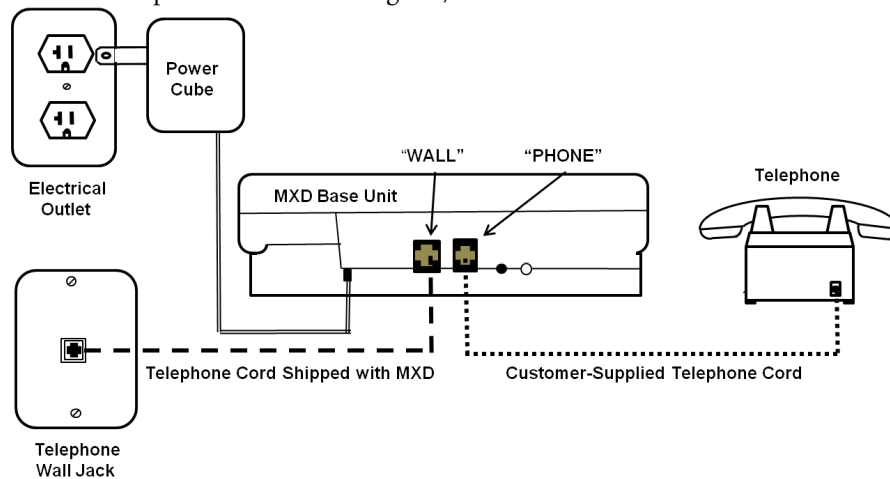 Power
Cube
"WALL"
"PHONE"
Electrical
Outlet
MXD Base Unit
Telephone
Telephone Cord Shipped with MXD
Customer-Supplied Telephone Cord
Telephone
Wall Jack